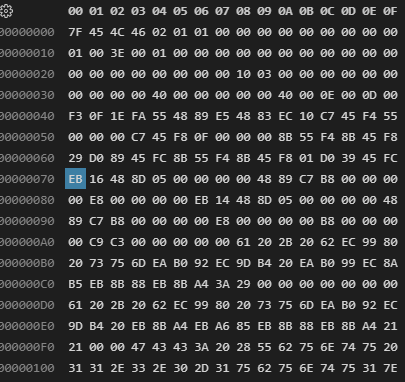 00 01 02 03 04 05 06 07 08 09 0A 0B 0C 0D 0E 0F
00000000 7F 45 4C 46 02 01 01 00 00 00 00 00 00 00 00 00
00000010 01 00 3E 00 01 00 00 00 00 00 00 00 00 00 00 00
00000020 00 00 00 00 00 00 00 00 10 03 00 00 00 00 00 00
00000030 00 00 00 00 40 00 00 00 00 00 40 00 0E 00 0D 00
00000040 F3 0F 1E FA 55 48 89 E5 48 83 EC 10 C7 45 F4 55
00000050 00 00 00 C7 45 F8 0F 00 00 00 8B 55 F4 8B 45 F8
00000060 29 D0 89 45 FC 8B 55 F4 8B 45 F8 01 D0 39 45 FC
00000070 EB 16 48 8D 05 00 00 00 00 48 89 C7 B8 00 00 00
00000080 00 E8 00 00 00 00 EB 14 48 8D 05 00 00 00 00 48
00000090 89 C7 B8 00 00 00 00 E8 00 00 00 00 B8 00 00 00
000000A0 00 C9 C3 00 00 00 00 00 61 20 2B 20 62 EC 99 80
000000B0 20 73 75 6D EA B0 92 EC 9D B4 20 EA B0 99 EC 8A
000000C0 B5 EB 8B 88 EB 8B A4 3A 29 00 00 00 00 00 00 00
000000D0 61 20 2B 20 62 EC 99 80 20 73 75 6D EA B0 92 EC
000000E0 9D B4 20 EB 8B A4 EB A6 85 EB 8B 88 EB 8B A4 21
000000F0 21 00 00 47 43 43 3A 20 28 55 62 75 6E 74 75 20
00000100 31 31 2E 33 2E 30 2D 31 75 62 75 6E 74 75 31 7E